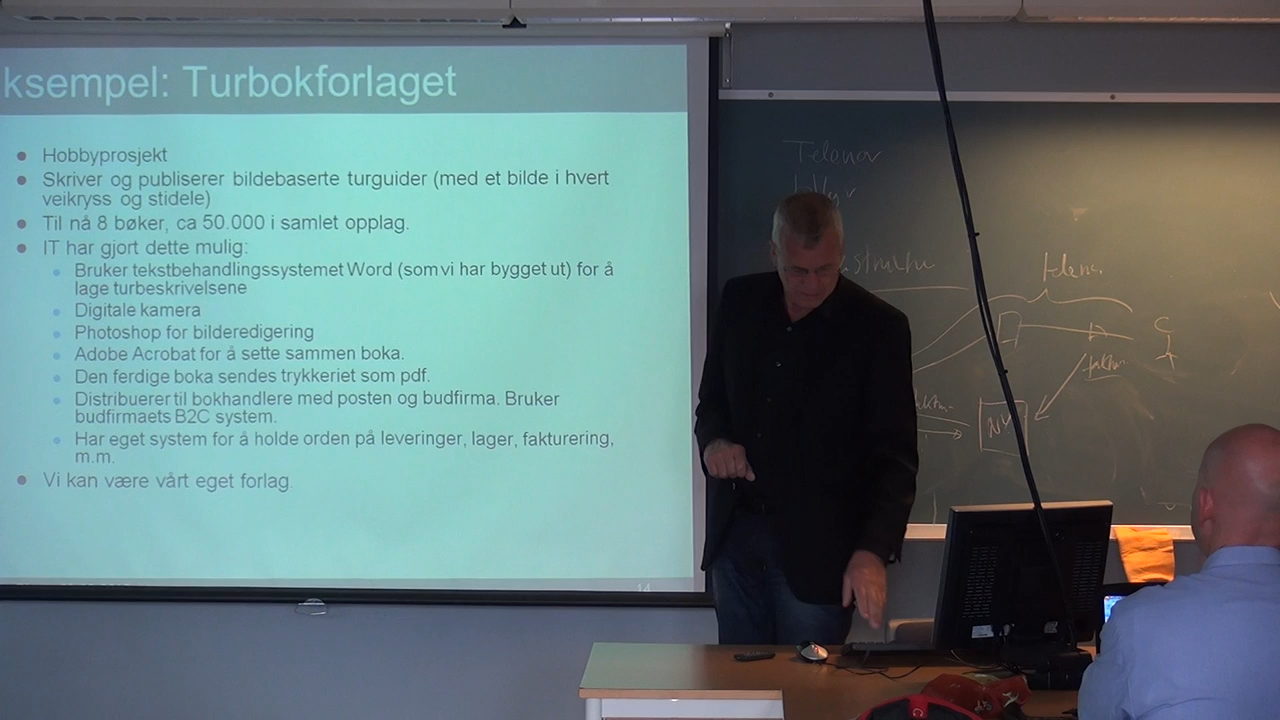 ksempel: Turbokforlaget
Hobbyprosjekt
Skriver og publiserer bildebaserte turguider (med et bilde i hvert
veikryss og stidele)
Til nå 8 bøker, ca 50.000 i samlet opplag.
IT har gjort dette mulig:
Bruker tekstbehandlingssystemet Word (som vi har bygget ut) for å
lage turbeskrivelsene
Digitale kamera
Photoshop for bilderedigering
Adobe Acrobat for å sette sammen boka.
Den ferdige boka sendes trykkeriet som pdf.
Distribuerer til bokhandlere med posten og budfirma. Bruker
budfirmaets B2C system.
Har eget system for å holde orden på leveringer, lager, fakturering,
m.m.
Vi kan være vårt eget forlag.
14
Telenor
C